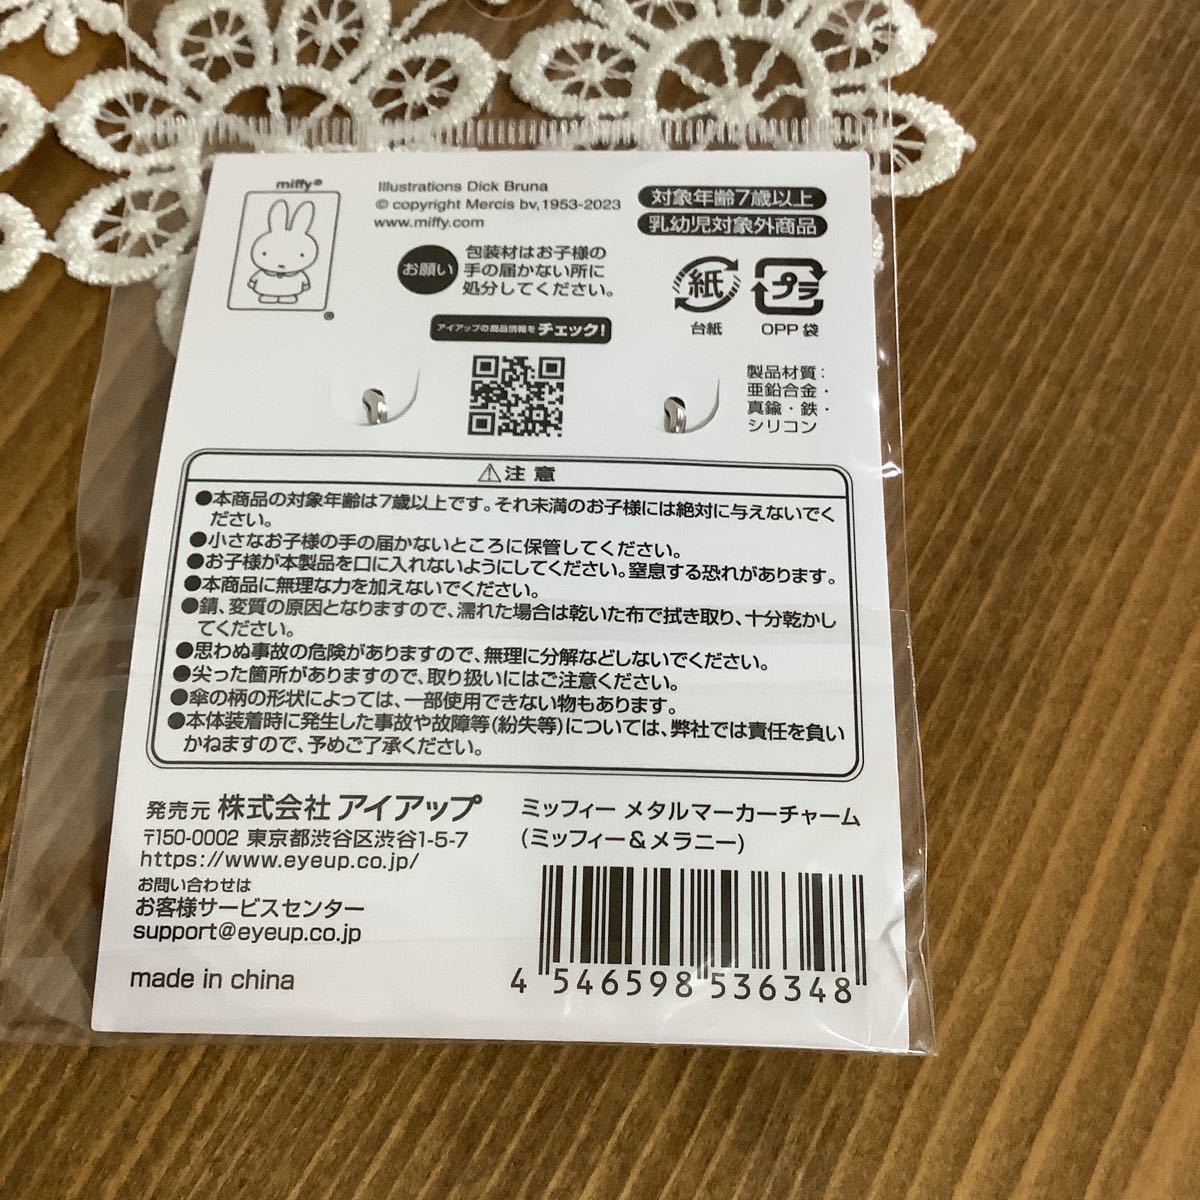 miffy®
®
Illustrations Dick Bruna
© copyright Mercis bv,1953-2023
www.miffy.com
対象年齢7歳以上
乳幼児対象外商品
お願い
包装材はお子様の
手の届かない所に
処分してください。
紙
台紙
プラ
OPP 袋
アイアップの商品情報をチェック!
製品材質:
亜鉛合金・
真鍮・鉄・
シリコン
⚠注 意
●本商品の対象年齢は7歳以上です。それ未満のお子様には絶対に与えないでく
ださい。
●小さなお子様の手の届かないところに保管してください。
●お子様が本製品を口に入れないようにしてください。窒息する恐れがあります。
●本商品に無理な力を加えないでください。
●錆、変質の原因となりますので、濡れた場合は乾いた布で拭き取り、十分乾かし
てください。
●思わぬ事故の危険がありますので、無理に分解などしないでください。
●尖った箇所がありますので、取り扱いにはご注意ください。
●傘の柄の形状によっては、一部使用できない物もあります。
●本体装着時に発生した事故や故障等(紛失等)については、弊社では責任を負い
かねますので、予めご了承ください。
発売元 株式会社 アイアップ
〒150-0002 東京都渋谷区渋谷1-5-7
https://www.eyeup.co.jp/
お問い合わせは
お客様サービスセンター
support@eyeup.co.jp
made in china
ミッフィー メタルマーカーチャーム
(ミッフィー&メラニー)
4 546598 536348